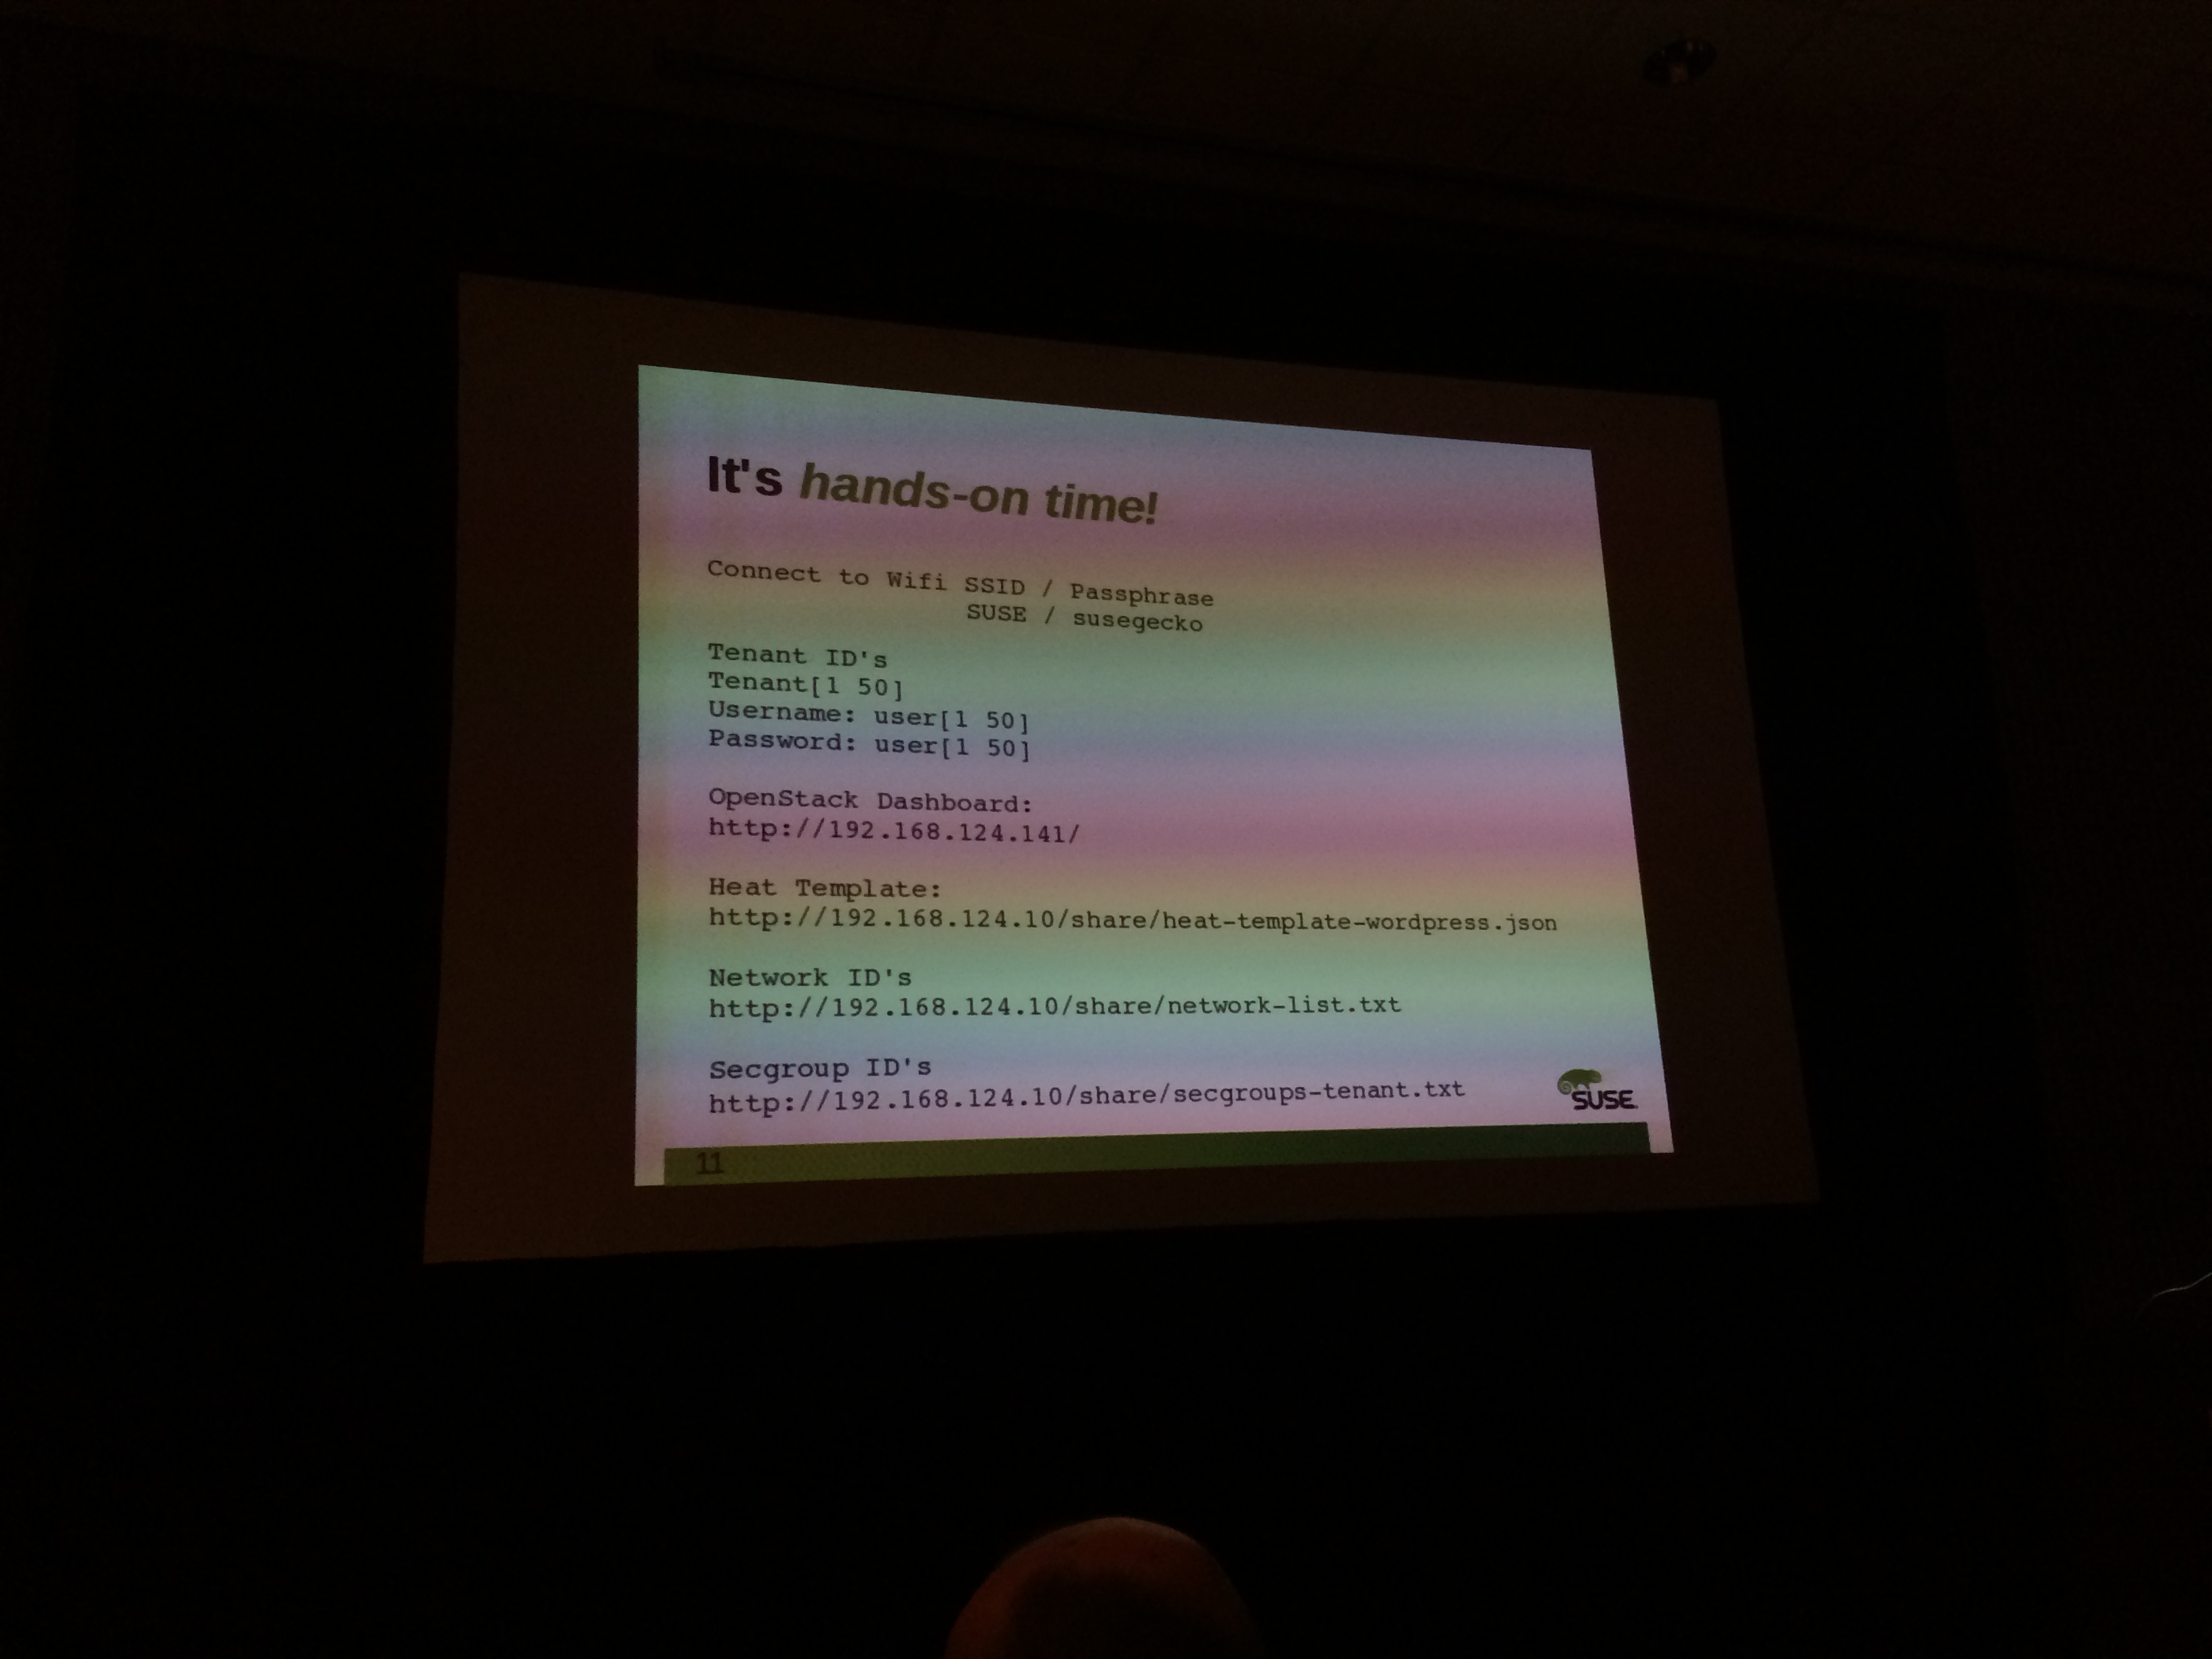 It's hands-on time!
Connect to Wifi SSID / Passphrase
SUSE / susegecko
Tenant ID's
Tenant[1 50]
Username: user[1 50]
Password: user[1 50]
OpenStack Dashboard:
http://192.168.124.141/
Heat Template:
http://192.168.124.10/share/heat-template-wordpress.json
Network ID's
http://192.168.124.10/share/network-list.txt
Secgroup ID's
http://192.168.124.10/share/secgroups-tenant.txt
SUSE
11